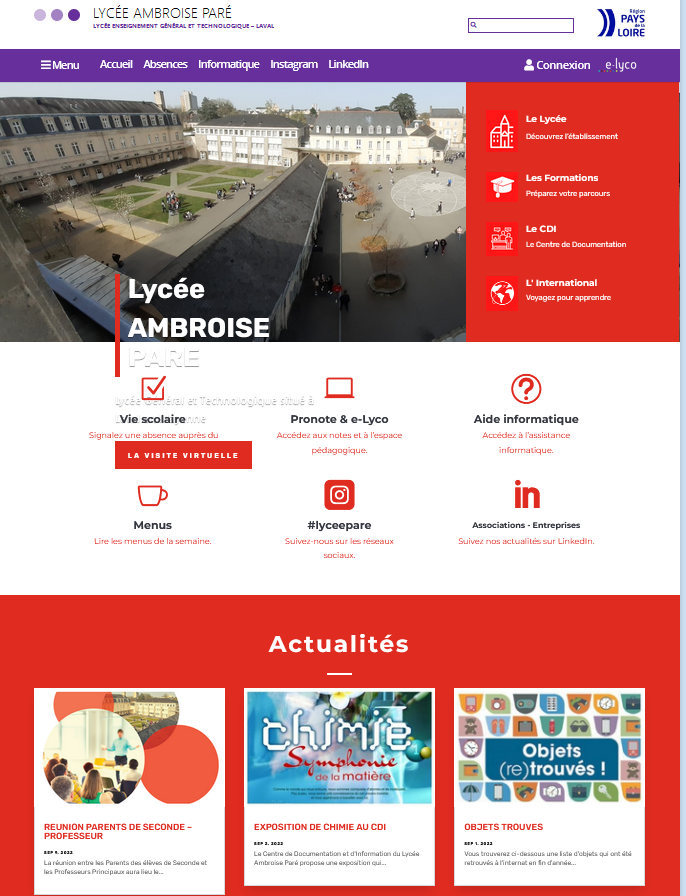 LYCÉE AMBROISE PARÉ
LYCÉE ENSEIGNEMENT GÉNÉRAL ET TECHNOLOGIQUE – LAVAL
Région
PAYS
de la
LOIRE
Menu Accueil Absences Informatique Instagram LinkedIn Connexion e-lyco
Le Lycée
Découvrez l'établissement
Les Formations
Préparez votre parcours
Le CDI
Le Centre de Documentation
L' International
Voyagez pour apprendre
Lycée
AMBROISE
PARÉ
Lycée Général et Technologique situé à
Vie scolaire
Signalez une absence auprès du
LA VISITE VIRTUELLE
Pronote & e-Lyco
Accédez aux notes et à l'espace
pédagogique.
Aide informatique
Accédez à l'assistance
informatique.
Menus
Lire les menus de la semaine.
#lyceepare
Suivez-nous sur les réseaux
sociaux.
Associations - Entreprises
Suivez nos actualités sur LinkedIn.
Actualités
REUNION PARENTS DE SECONDE –
PROFESSEUR
SEP 9, 2022
La réunion entre les Parents des élèves de Seconde et
les Professeurs Principaux aura lieu le...
chimie
Symphonie
de la matière
EXPOSITION DE CHIMIE AU CDI
SEP 2, 2022
Le Centre de Documentation et d'Information du Lycée
Ambroise Paré propose une exposition qui...
Objets
(re)trouvés !
OBJETS TROUVES
SEP 1, 2022
Vous trouverez ci-dessous une liste d'objets qui ont été
retrouvés à l'internat en fin d'année...